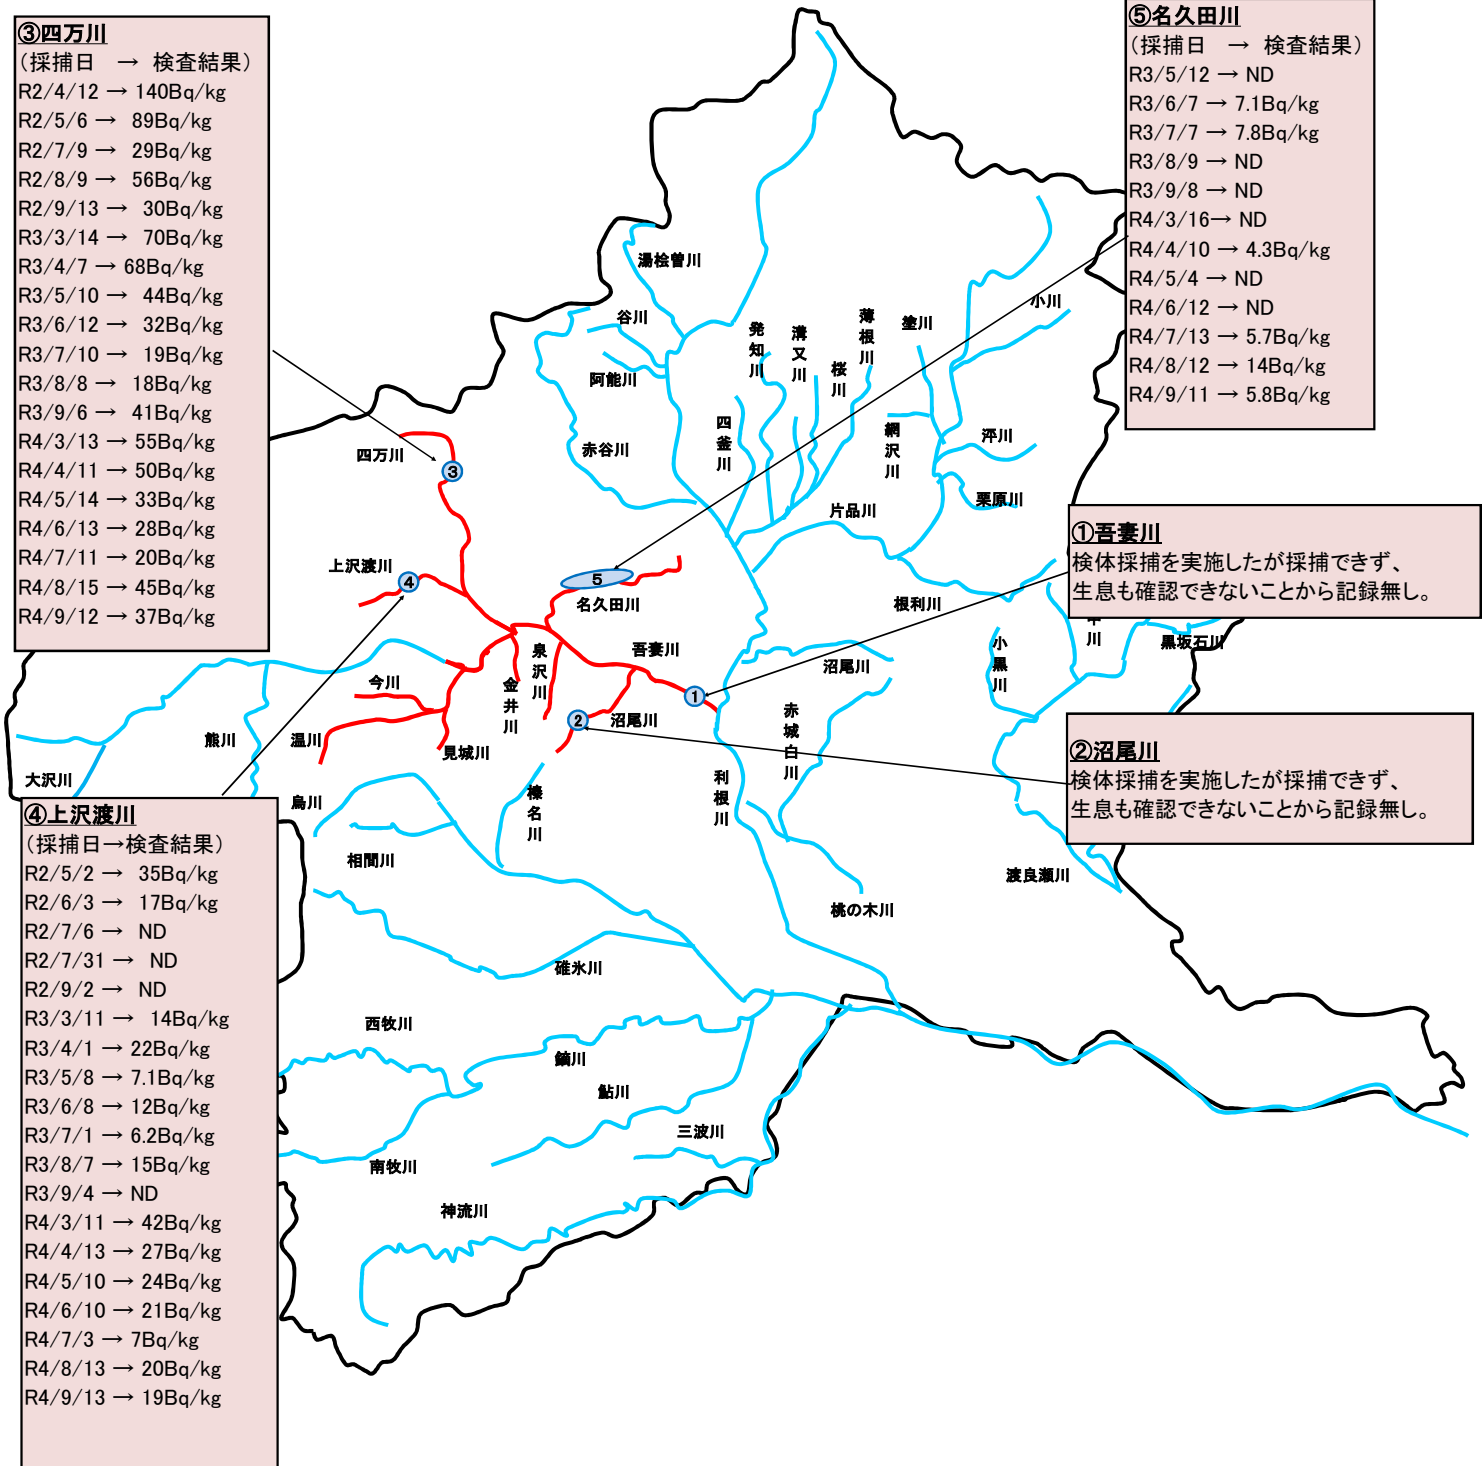 ③四万川
(採捕日　→ 検査結果)
R2/4/12 → 140Bq/kg
R2/5/6 → 89Bq/kg
R2/7/9 → 29Bq/kg
R2/8/9 → 56Bq/kg
R2/9/13 → 30Bq/kg
R3/3/14 → 70Bq/kg
R3/4/7 → 68Bq/kg
R3/5/10 → 44Bq/kg
R3/6/12 → 32Bq/kg
R3/7/10 → 19Bq/kg
R3/8/8 → 18Bq/kg
R3/9/6 → 41Bq/kg
R4/3/13 → 55Bq/kg
R4/4/11 → 50Bq/kg
R4/5/14 → 33Bq/kg
R4/6/13 → 28Bq/kg
R4/7/11 → 20Bq/kg
R4/8/15 → 45Bq/kg
R4/9/12 → 37Bq/kg
⑤名久田川
(採捕日　→ 検査結果)
R3/5/12 → ND
R3/6/7 → 7.1Bq/kg
R3/7/7 → 7.8Bq/kg
R3/8/9 → ND
R3/9/8 → ND
R4/3/16→ ND
R4/4/10 → 4.3Bq/kg
R4/5/4 → ND
R4/6/12 → ND
R4/7/13 → 5.7Bq/kg
R4/8/12 → 14Bq/kg
R4/9/11 → 5.8Bq/kg
湯桧曽川
谷川
阿能川
赤谷川
発知川
溝又川
薄根川
桜川
塗川
小川
四釜川
網沢川
泙川
栗原川
片品川
四万川
3
上沢渡川
4
5
名久田川
根利川
①吾妻川
検体採捕を実施したが採捕できず、
生息も確認できないことから記録無し。
川
黒坂石川
小黒川
吾妻川
泉沢川
金井川
沼尾川
1
今川
2
沼尾川
赤城白川
熊川
温川
見城川
大沢川
利根川
②沼尾川
検体採捕を実施したが採捕できず、
生息も確認できないことから記録無し。
烏川
榛名川
相間川
渡良瀬川
桃の木川
碓氷川
西牧川
鏑川
鮎川
三波川
南牧川
神流川
④上沢渡川
(採捕日→検査結果)
R2/5/2 → 35Bq/kg
R2/6/3 → 17Bq/kg
R2/7/6 → ND
R2/7/31 → ND
R2/9/2 → ND
R3/3/11 → 14Bq/kg
R3/4/1 → 22Bq/kg
R3/5/8 → 7.1Bq/kg
R3/6/8 → 12Bq/kg
R3/7/1 → 6.2Bq/kg
R3/8/7 → 15Bq/kg
R3/9/4 → ND
R4/3/11 → 42Bq/kg
R4/4/13 → 27Bq/kg
R4/5/10 → 24Bq/kg
R4/6/10 → 21Bq/kg
R4/7/3 → 7Bq/kg
R4/8/13 → 20Bq/kg
R4/9/13 → 19Bq/kg